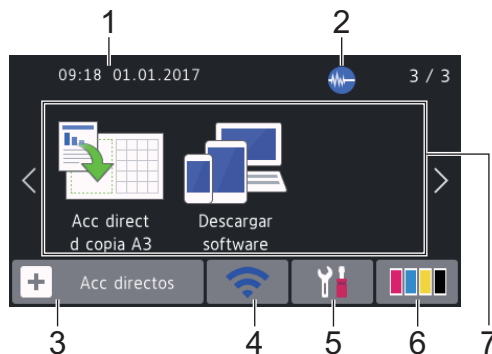 1
2
09:18 01.01.2017
3 / 3
Acc direct
d copia A3
Descargar
software
Acc directos
3
4
5
6
7